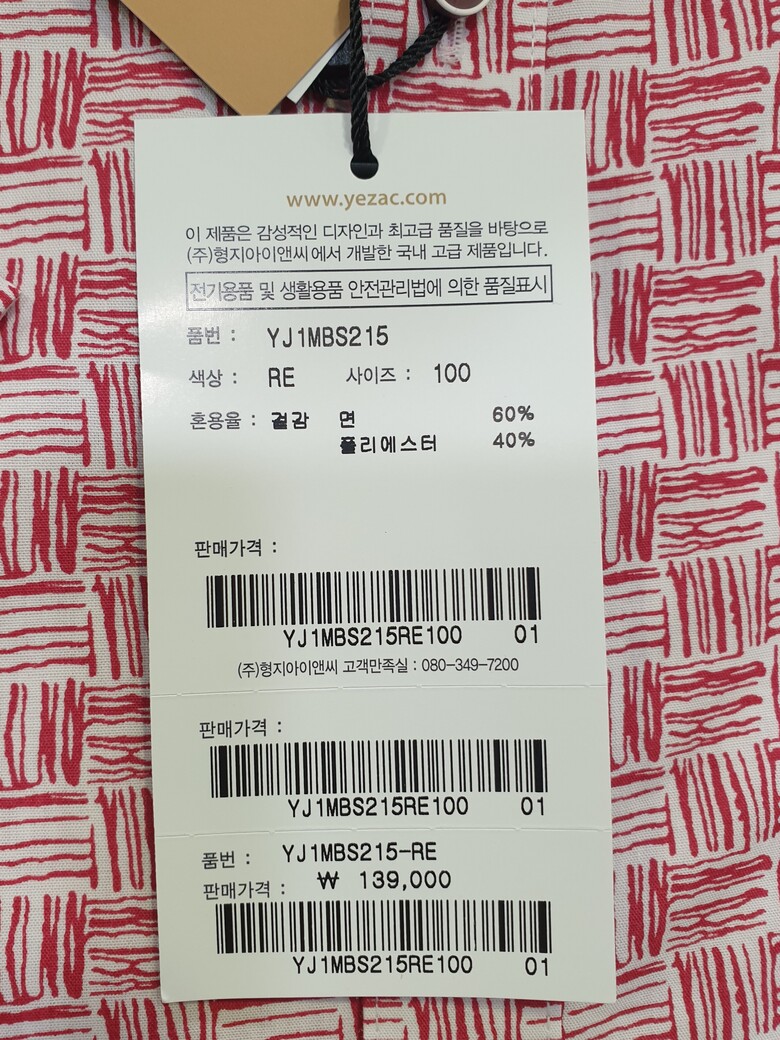 www.yezac.com
이 제품은 감성적인 디자인과 최고급 품질을 바탕으로
(주)형지아이앤씨에서 개발한 국내 고급 제품입니다.
전기용품 및 생활용품 안전관리법에 의한 품질표시
품번 : YJ1MBS215
색상 : RE 사이즈 : 100
혼용율 : 겉감 면 60%
폴리에스터 40%
판매가격 :
YJ1MBS215RE100 01
(주)형지아이앤씨 고객만족실 : 080-349-7200
판매가격 :
YJ1MBS215RE100 01
품번 : YJ1MBS215-RE
판매가격 : ₩ 139,000
YJ1MBS215RE100 01